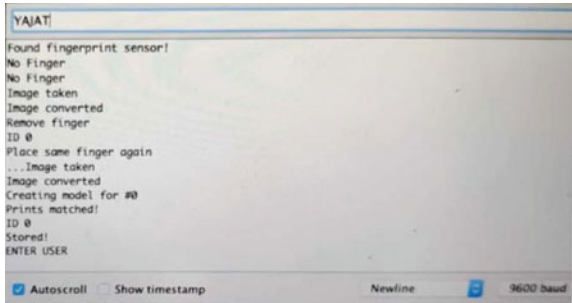 YAJAT
Found fingerprint sensor!
No Finger
No Finger
Image taken
Image converted
Remove finger
ID 0
Place same finger again
...Image taken
Image converted
Creating model for #0
Prints matched!
ID 0
Stored!
ENTER USER
Autoscroll Show timestamp Newline 9600 baud